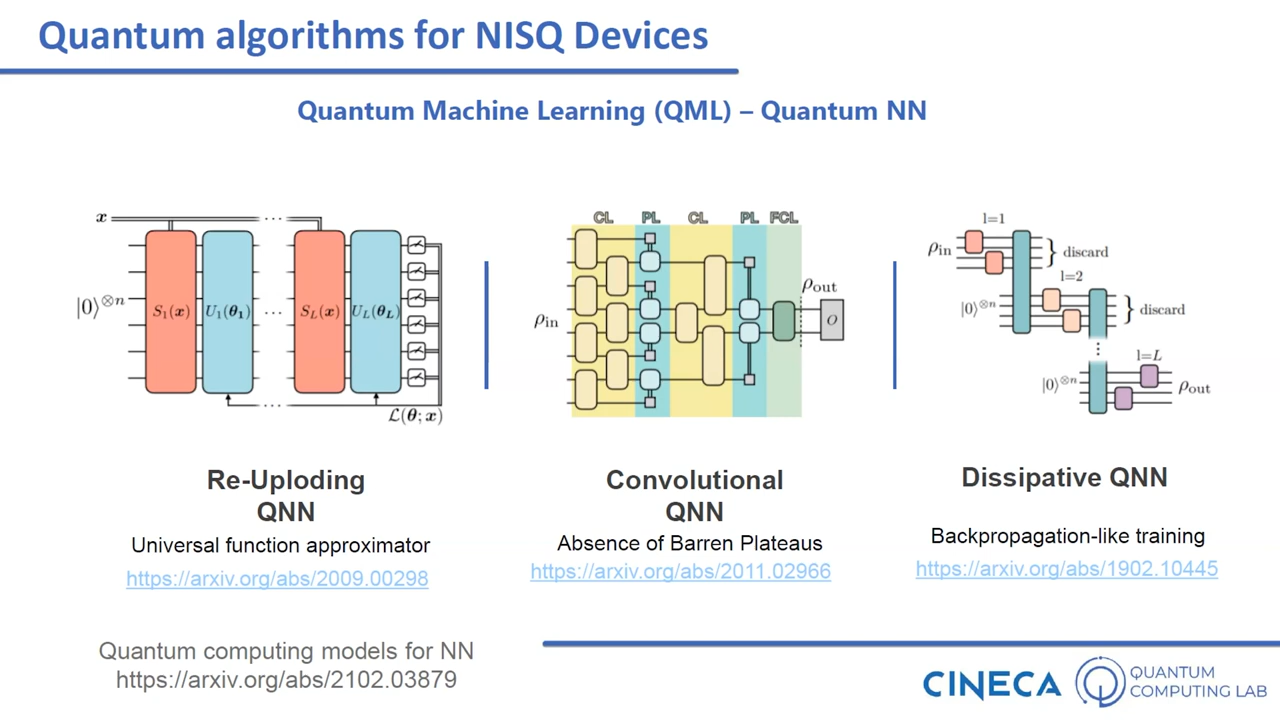 Quantum algorithms for NISQ Devices
Quantum Machine Learning (QML) – Quantum NN
x
|0⟩⊗n
S₁(x)
U₁(θ₁)
...
S_L(x)
U_L(θ_L)
ℒ(θ; x)
CL PL CL PL FCL
ρin
ρout
O
l=1
ρin
discard
l=2
|0⟩⊗n
discard
l=L
|0⟩⊗n
ρout
Re-Uploding
QNN
Universal function approximator
https://arxiv.org/abs/2009.00298
Convolutional
QNN
Absence of Barren Plateaus
https://arxiv.org/abs/2011.02966
Dissipative QNN
Backpropagation-like training
https://arxiv.org/abs/1902.10445
Quantum computing models for NN
https://arxiv.org/abs/2102.03879
CINECA
QUANTUM
COMPUTING LAB